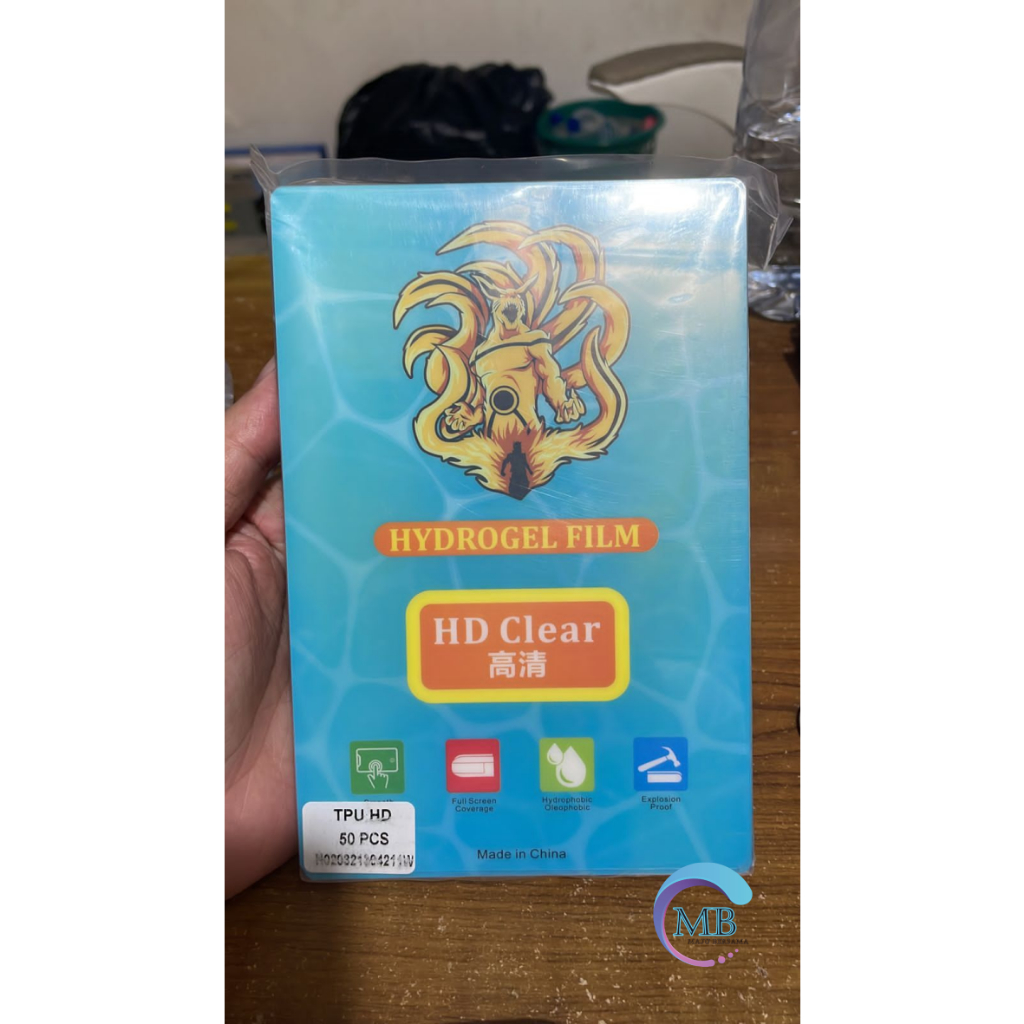 HYDROGEL FILM
HD Clear
高清
Full Screen
Coverage
Hydrophobic
Oleophobic
Explosion
Proof
TPU HD
50 PCS
Made in China
MB